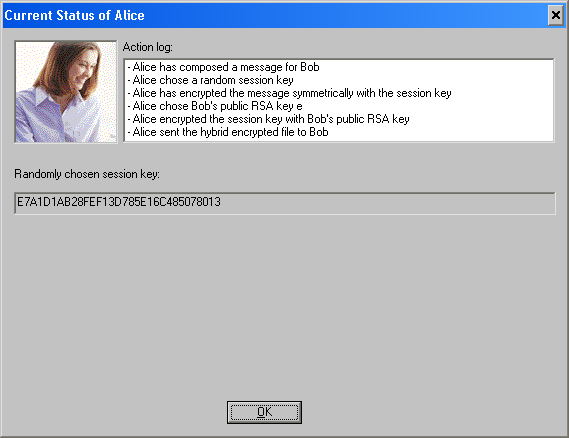 Current Status of Alice
Action log:
- Alice has composed a message for Bob
- Alice chose a random session key
- Alice has encrypted the message symmetrically with the session key
- Alice chose Bob's public RSA key e
- Alice encrypted the session key with Bob's public RSA key
- Alice sent the hybrid encrypted file to Bob
Randomly chosen session key:
E7A1D1AB28FEF13D785E16C485078013
OK